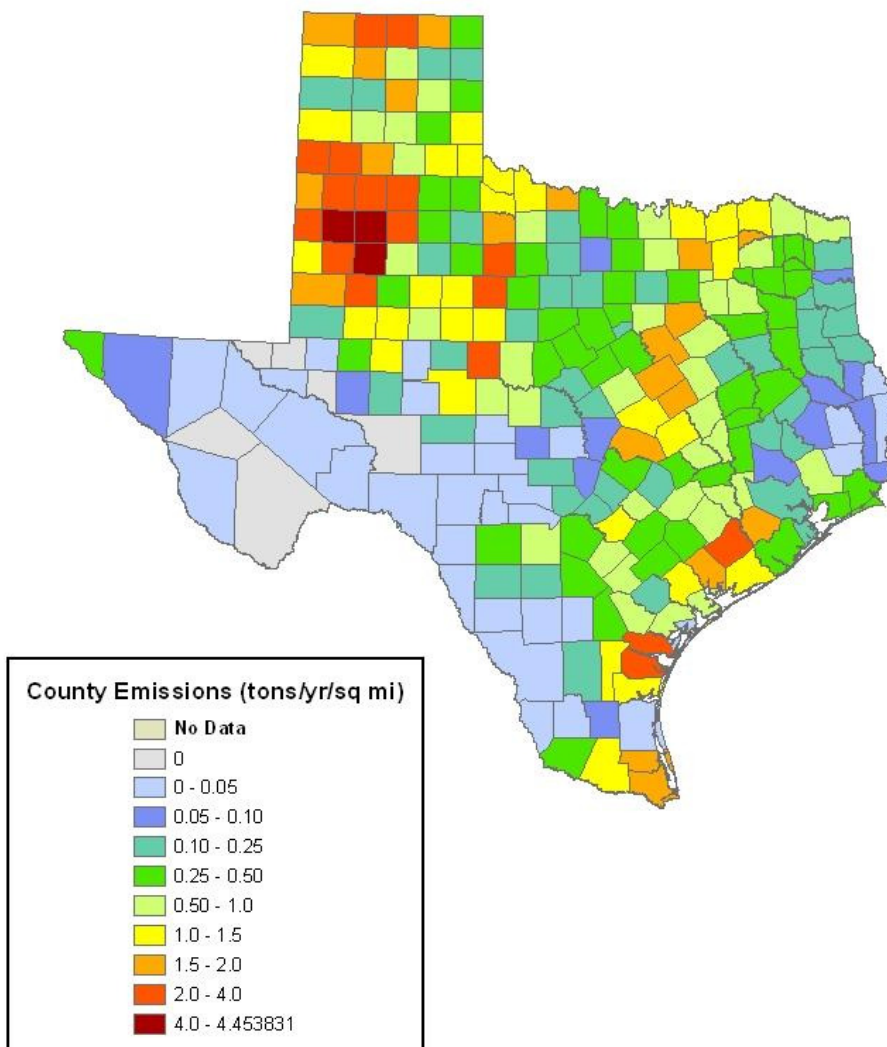 County Emissions (tons/yr/sq mi)
No Data
0
0 - 0.05
0.05 - 0.10
0.10 - 0.25
0.25 - 0.50
0.50 - 1.0
1.0 - 1.5
1.5 - 2.0
2.0 - 4.0
4.0 - 4.453831